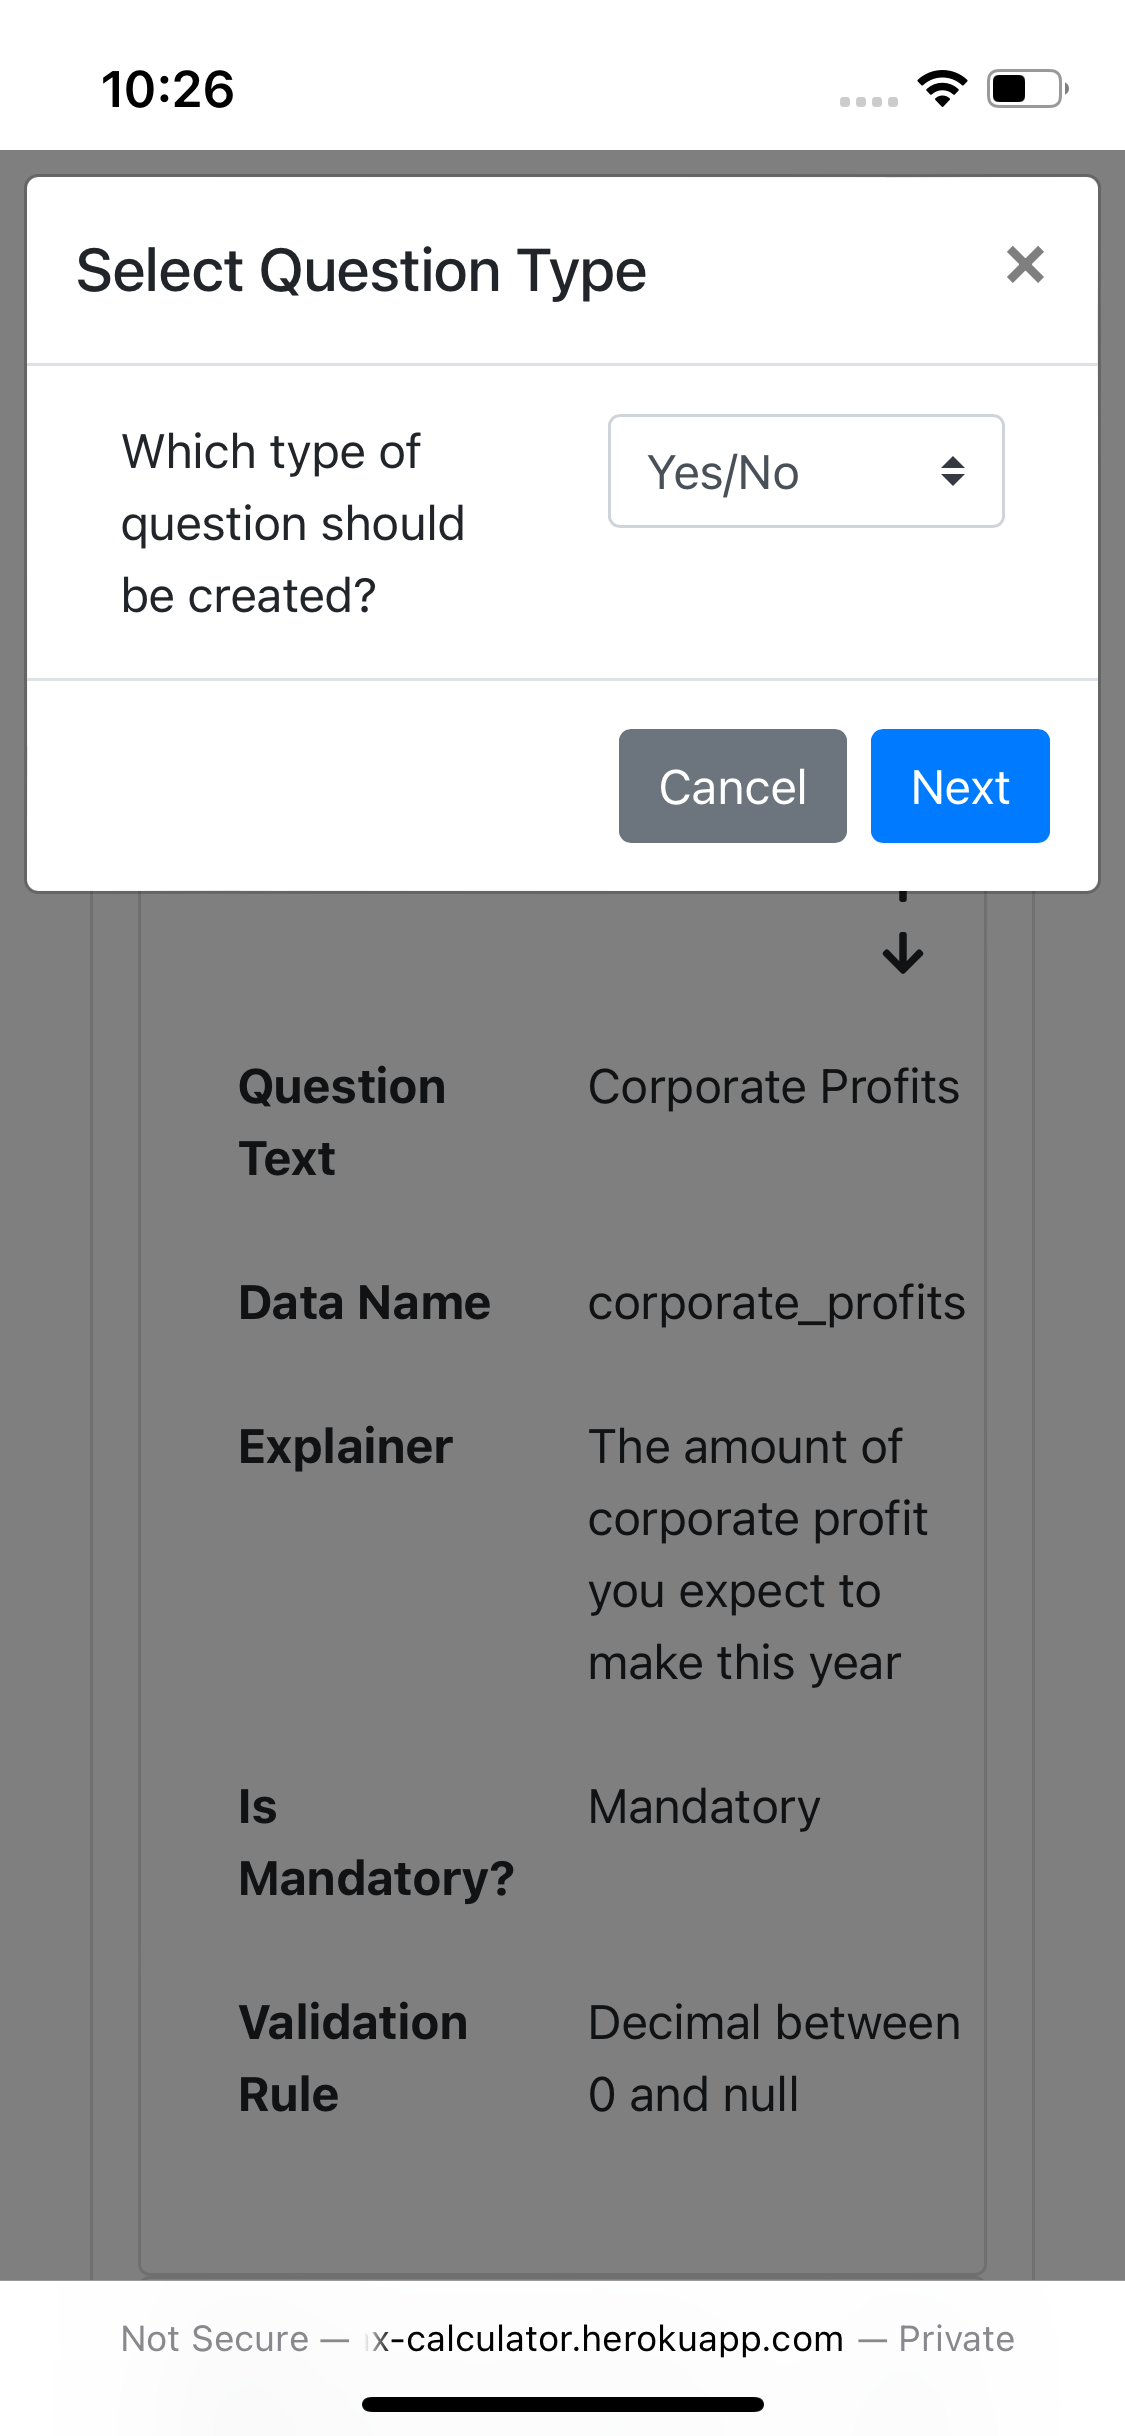 10:26
Select Question Type
×
Which type of
question should
be created?
Yes/No
Cancel
Next
Question
Text
Corporate Profits
Data Name
corporate_profits
Explainer
The amount of
corporate profit
you expect to
make this year
Is
Mandatory?
Mandatory
Validation
Rule
Decimal between
0 and null
Not Secure — x-calculator.herokuapp.com — Private